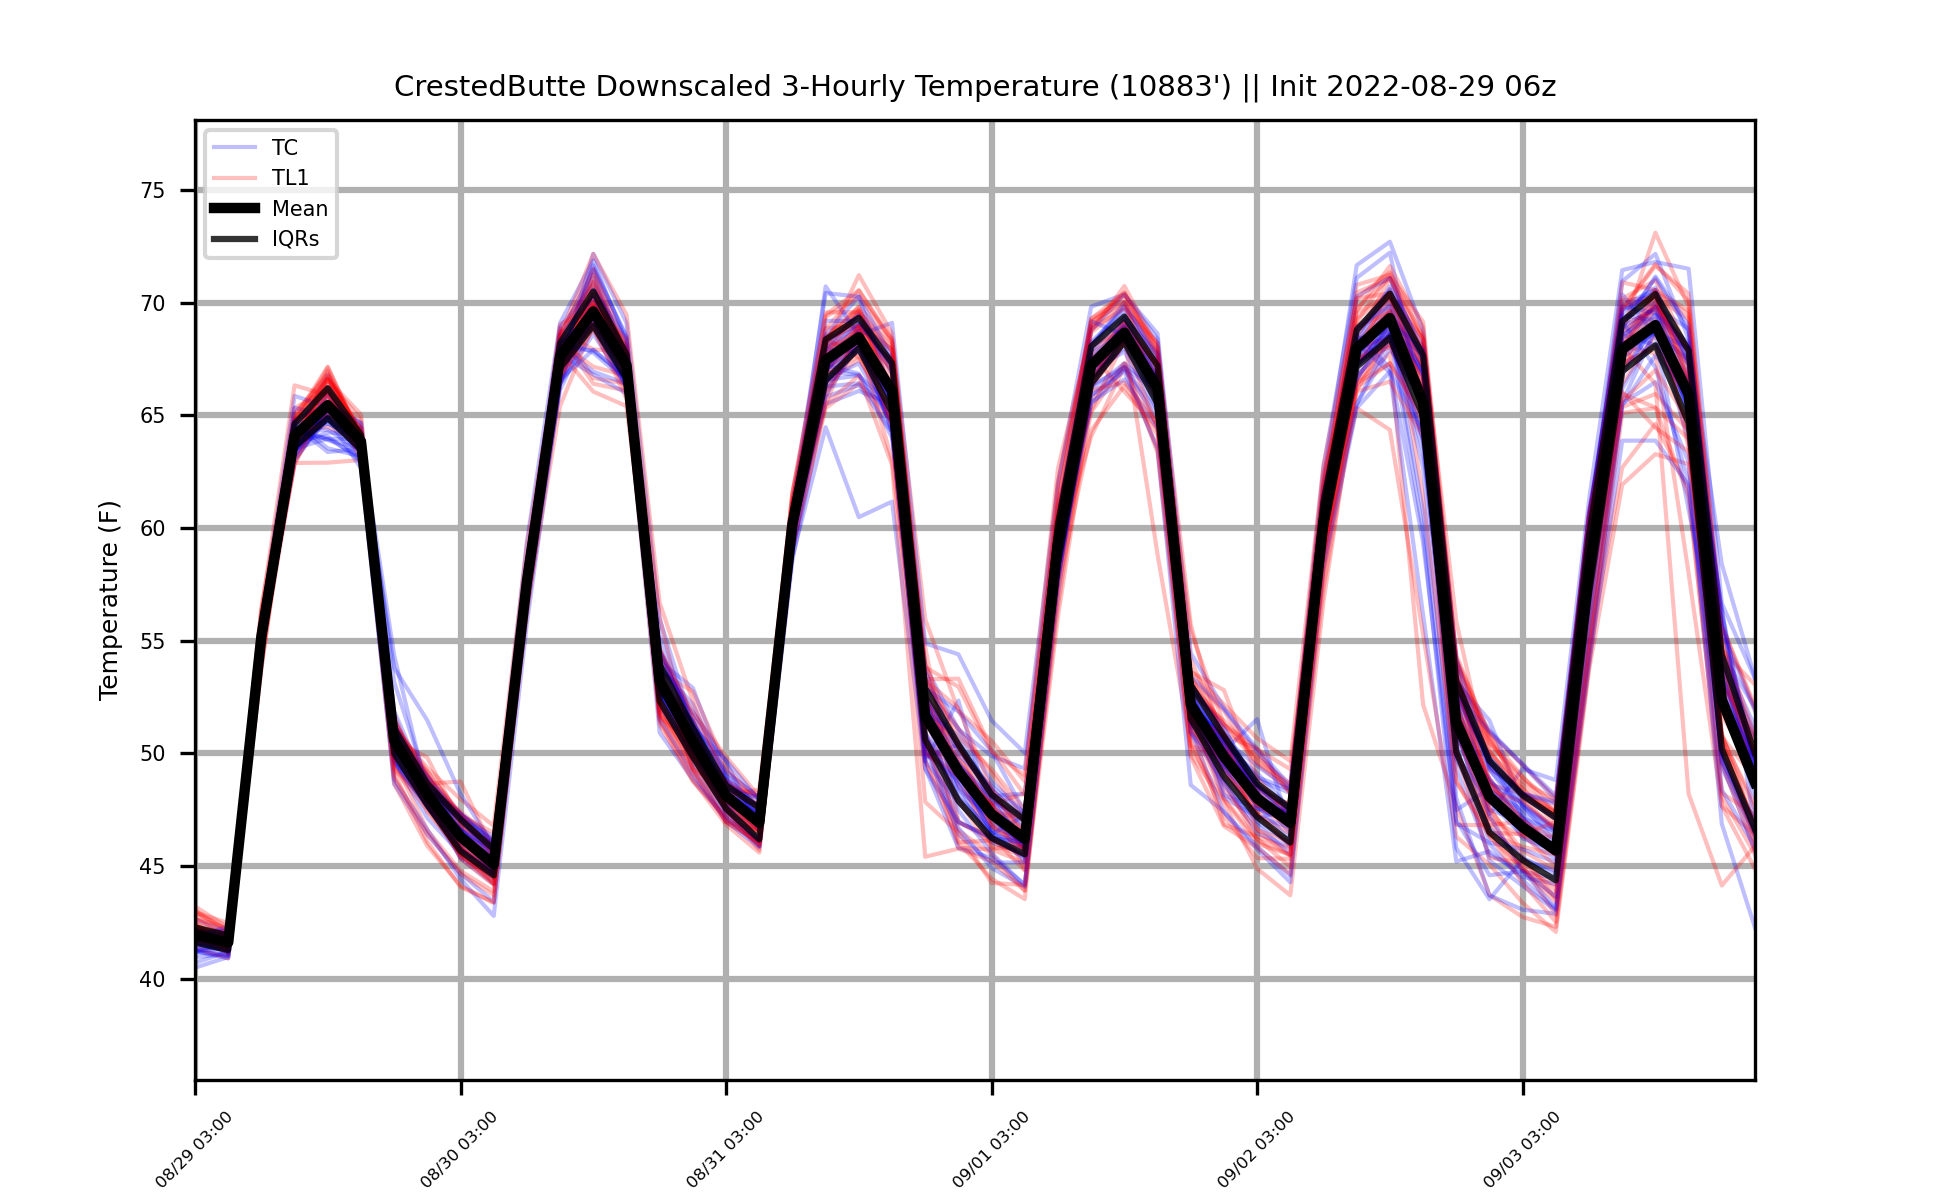 CrestedButte Downscaled 3-Hourly Temperature (10883') || Init 2022-08-29 06z
TC
TL1
Mean
IQRs
Temperature (F)
75
70
65
60
55
50
45
40
08/29 03:00
08/30 03:00
08/31 03:00
09/01 03:00
09/02 03:00
09/03 03:00